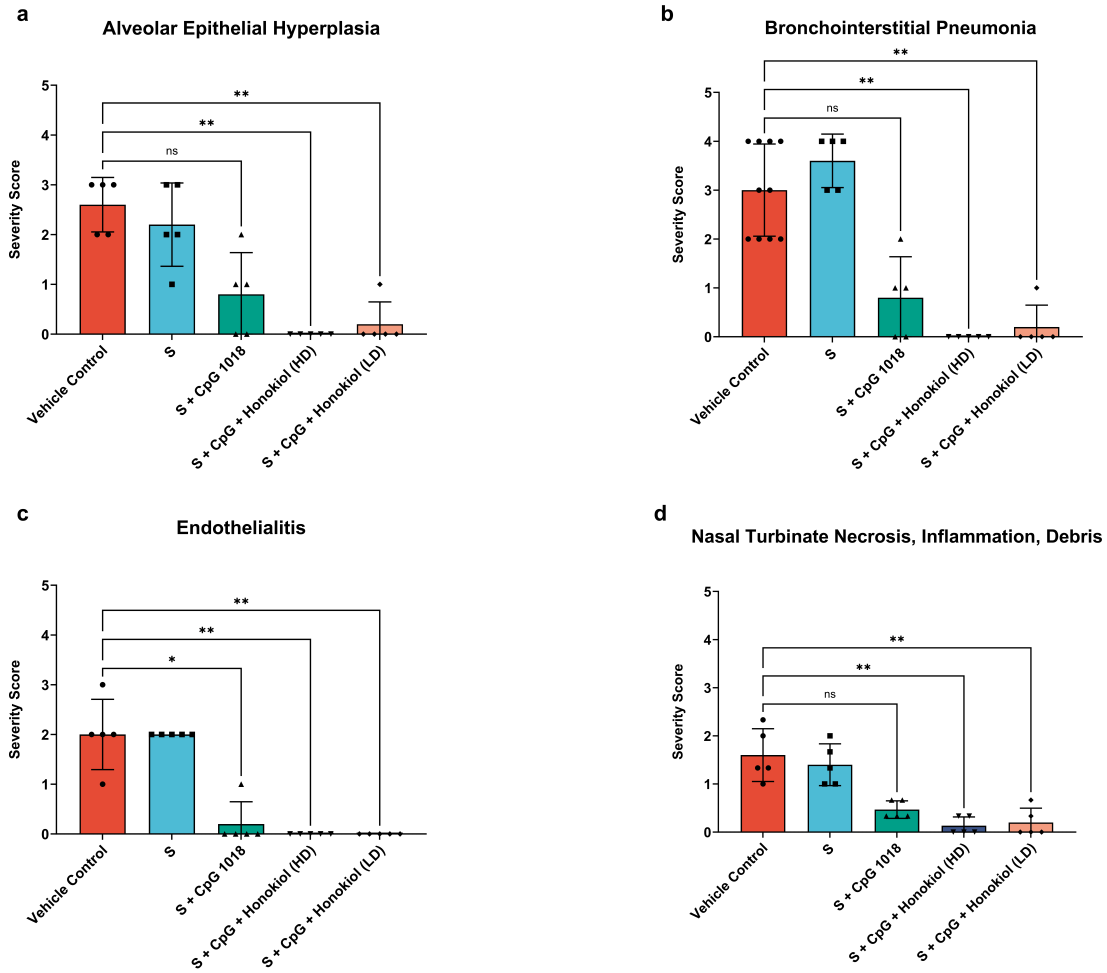 a
Alveolar Epithelial Hyperplasia
Severity Score
5
4
3
2
1
0
**
**
ns
Vehicle Control
S
S + CpG 1018
S + CpG + Honokiol (HD)
S + CpG + Honokiol (LD)
b
Bronchointerstitial Pneumonia
Severity Score
5
4
3
2
1
0
**
**
ns
Vehicle Control
S
S + CpG 1018
S + CpG + Honokiol (HD)
S + CpG + Honokiol (LD)
c
Endothelialitis
Severity Score
5
4
3
2
1
0
**
**
*
Vehicle Control
S
S + CpG 1018
S + CpG + Honokiol (HD)
S + CpG + Honokiol (LD)
d
Nasal Turbinate Necrosis, Inflammation, Debris
Severity Score
5
4
3
2
1
0
**
**
ns
Vehicle Control
S
S + CpG 1018
S + CpG + Honokiol (HD)
S + CpG + Honokiol (LD)